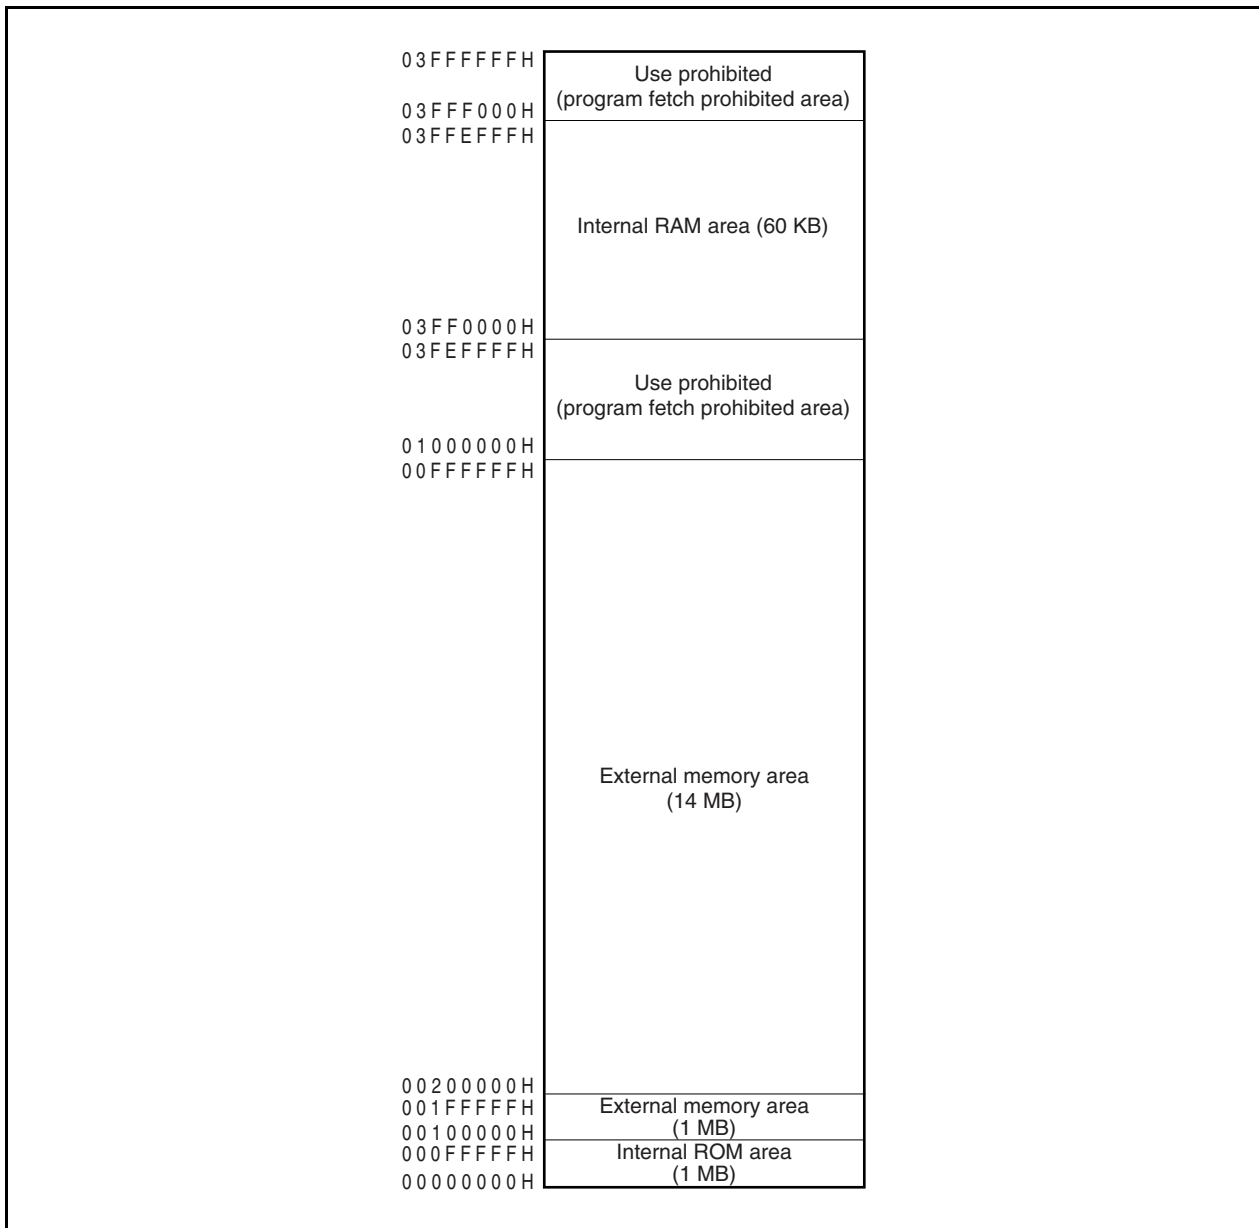 03FFFFFFH
Use prohibited
(program fetch prohibited area)
03FFF000H
03FFEFFFH
Internal RAM area (60 KB)
03FF0000H
03FEFFFFH
Use prohibited
(program fetch prohibited area)
01000000H
00FFFFFFH
External memory area
(14 MB)
00200000H
001FFFFFH
External memory area
(1 MB)
00100000H
000FFFFFH
Internal ROM area
(1 MB)
00000000H